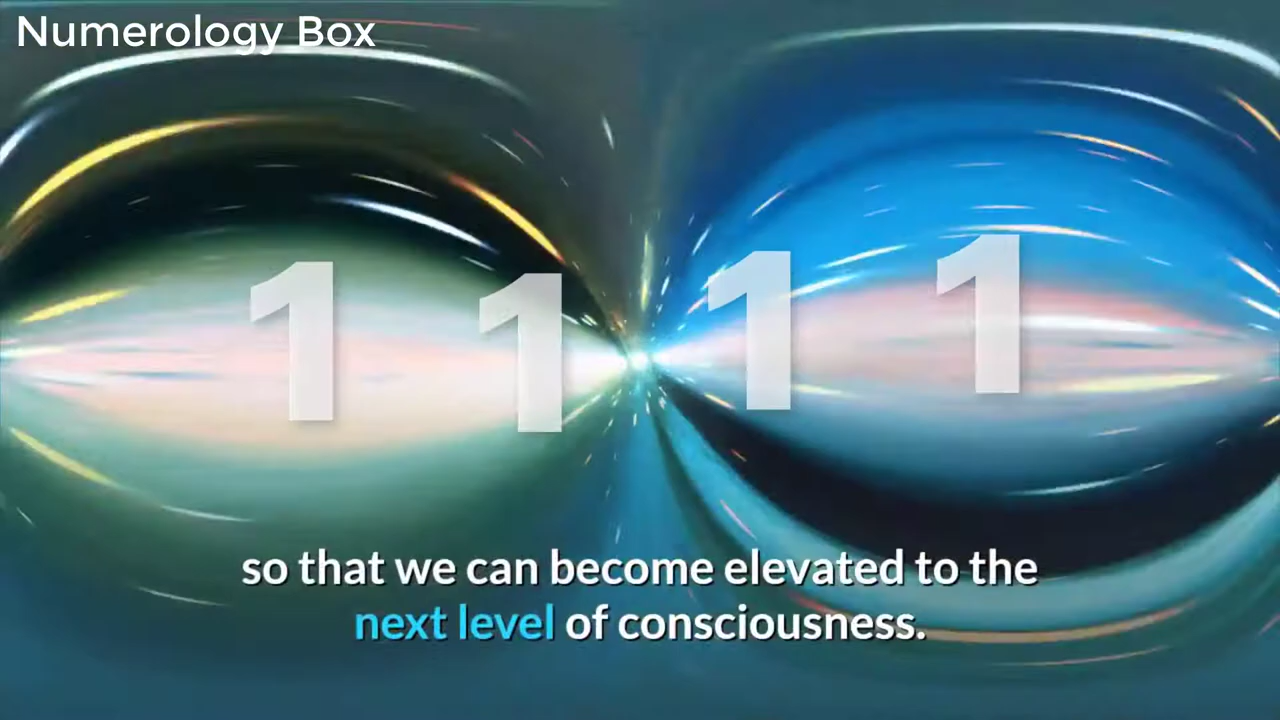 Numerology Box
1 1 1 1
so that we can become elevated to the
next level of consciousness.